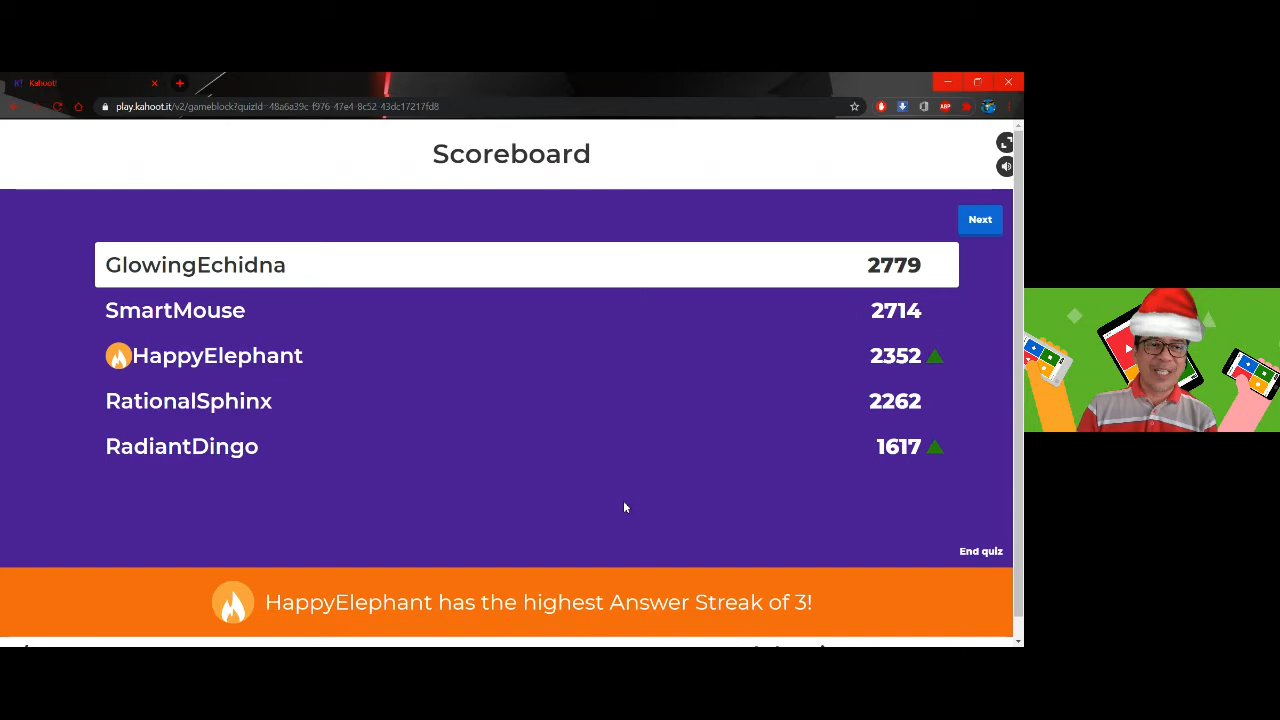 Kahoot!
play.kahoot.it/v2/gameblock?quizId=48a6a39c-f976-47e4-8c52-43dc17217fd8
ABP
Scoreboard
Next
GlowingEchidna 2779
SmartMouse 2714
HappyElephant 2352
RationalSphinx 2262
RadiantDingo 1617
End quiz
HappyElephant has the highest Answer Streak of 3!